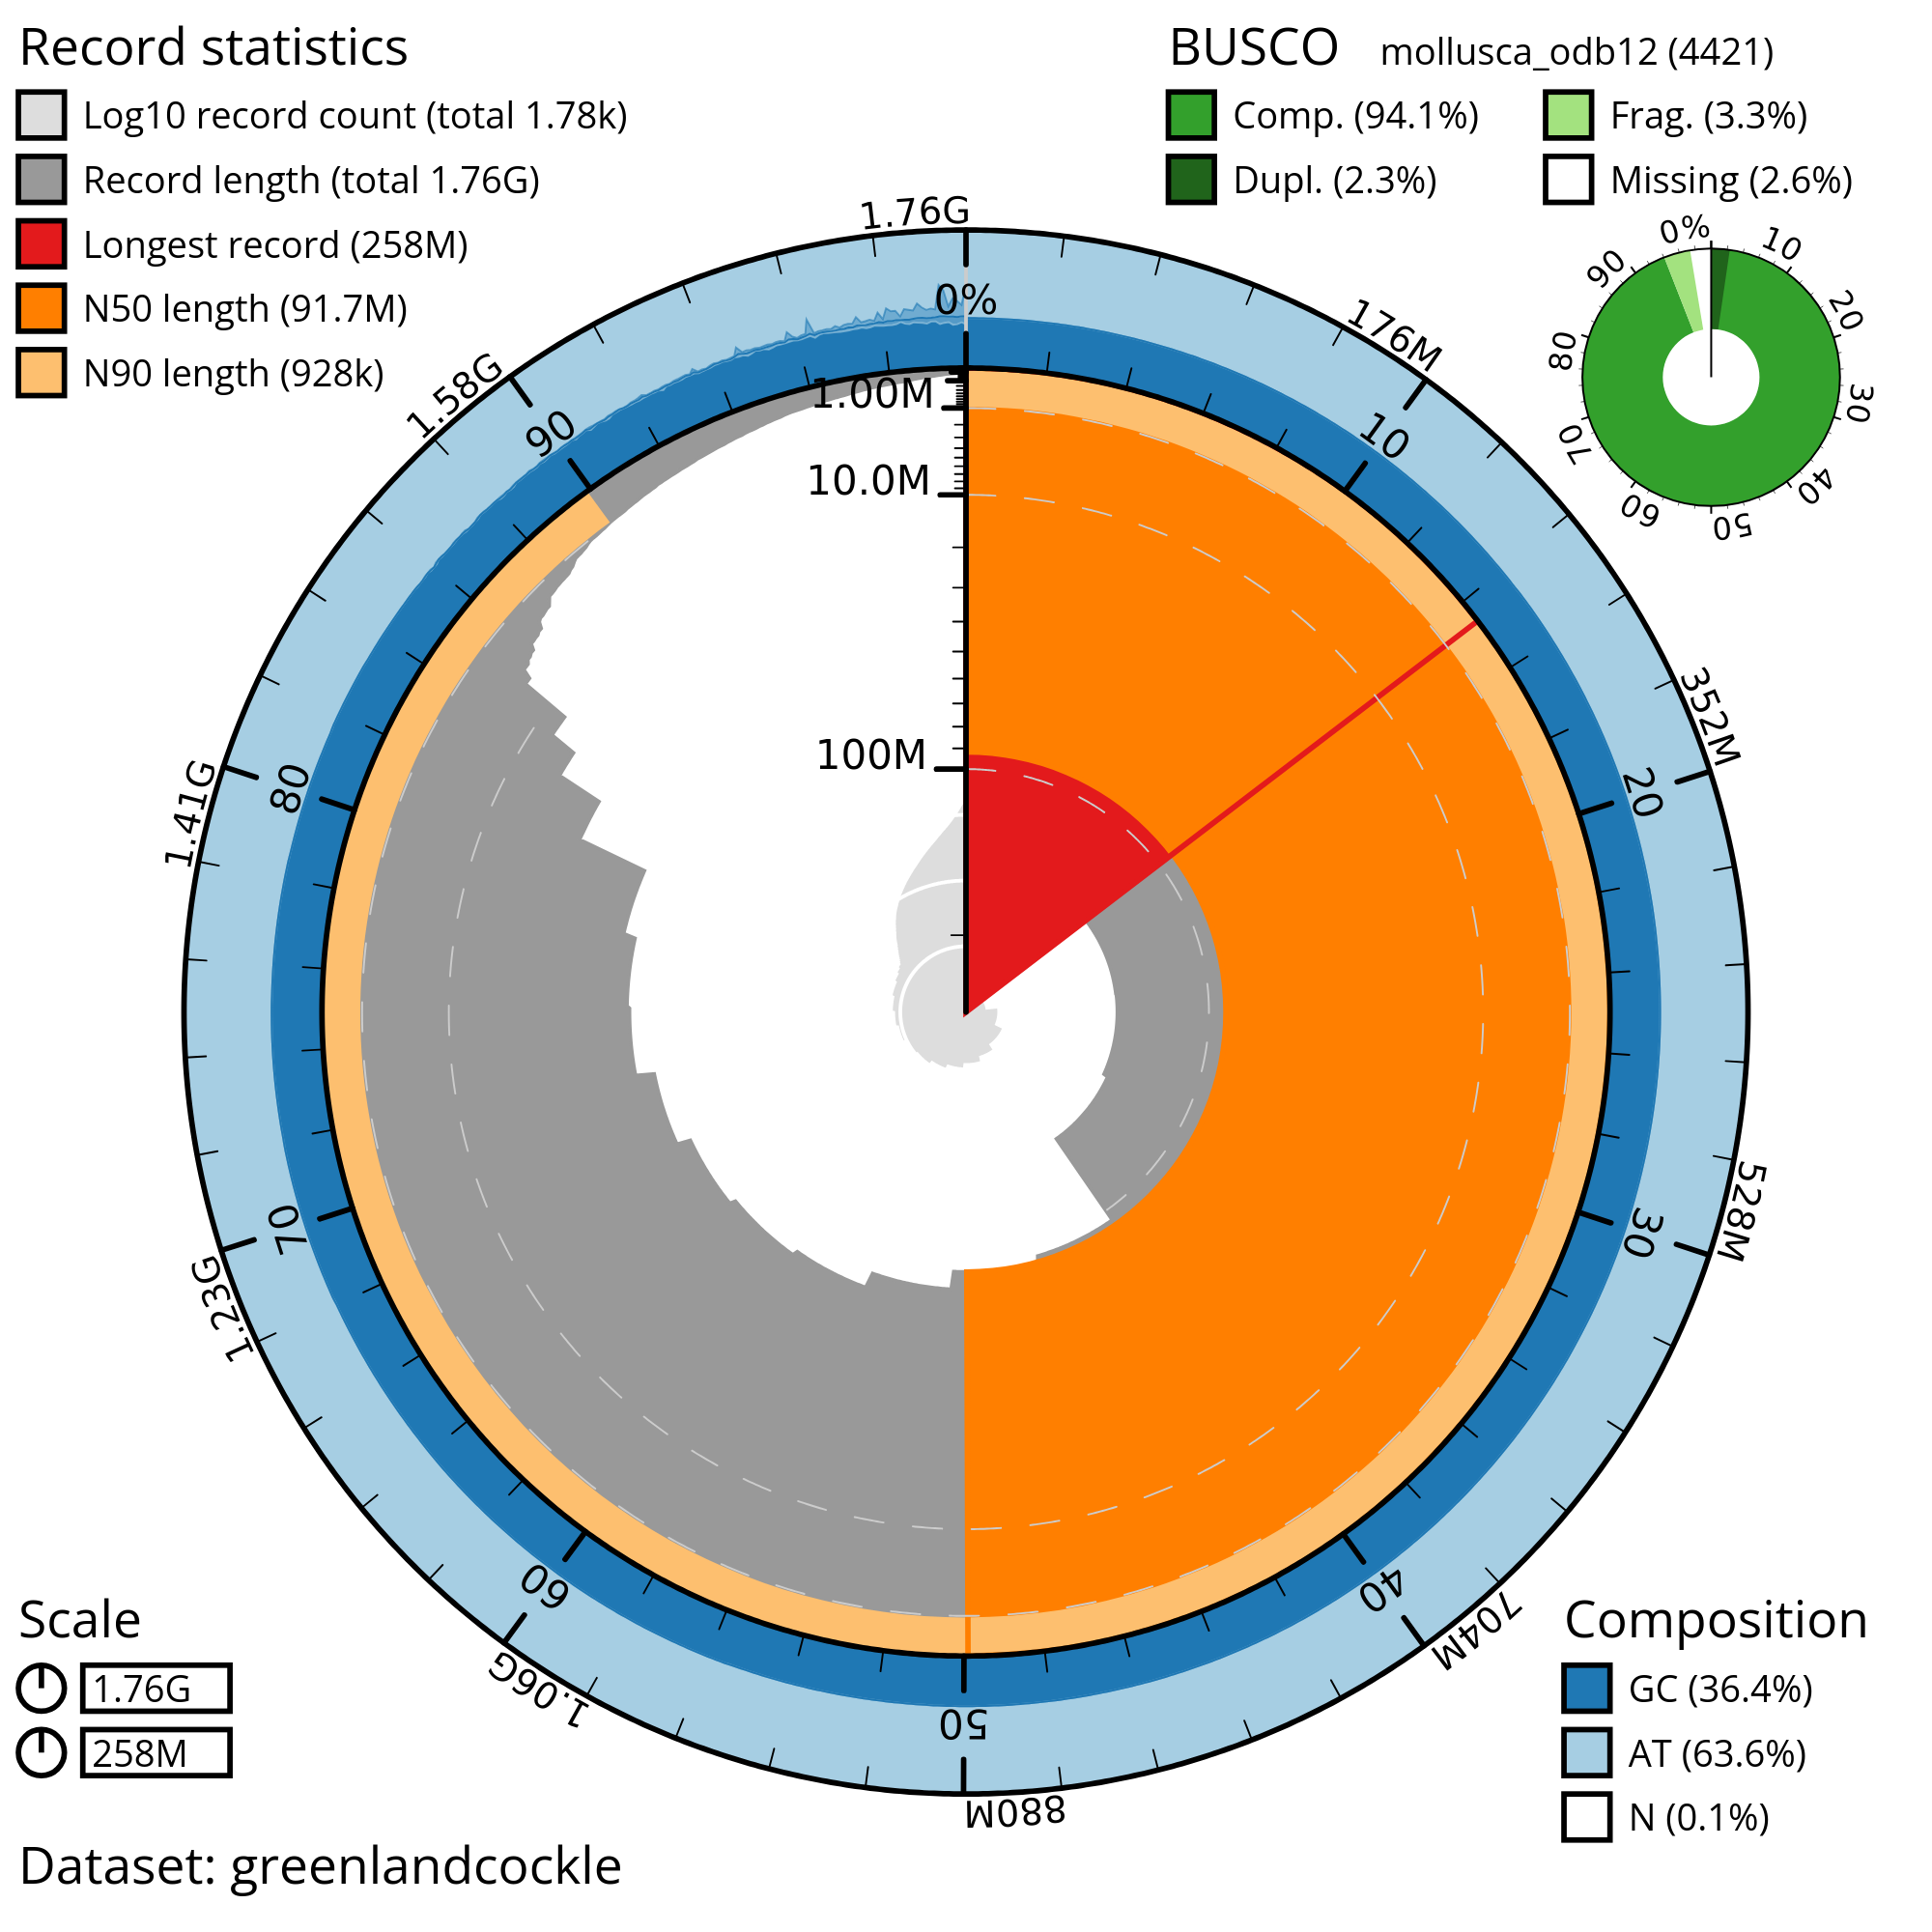 Record statistics
Log10 record count (total 1.78k)
Record length (total 1.76G)
Longest record (258M)
N50 length (91.7M)
N90 length (928k)
BUSCO mollusca_odb12 (4421)
Comp. (94.1%) Frag. (3.3%)
Dupl. (2.3%) Missing (2.6%)
0%
10
20
30
40
50
60
70
80
90
1.76G
176M
352M
528M
704M
880M
1.06G
1.23G
1.41G
1.58G
0%
10
20
30
40
50
60
70
80
90
1.00M
10.0M
100M
Scale
1.76G
258M
Composition
GC (36.4%)
AT (63.6%)
N (0.1%)
Dataset: greenlandcockle